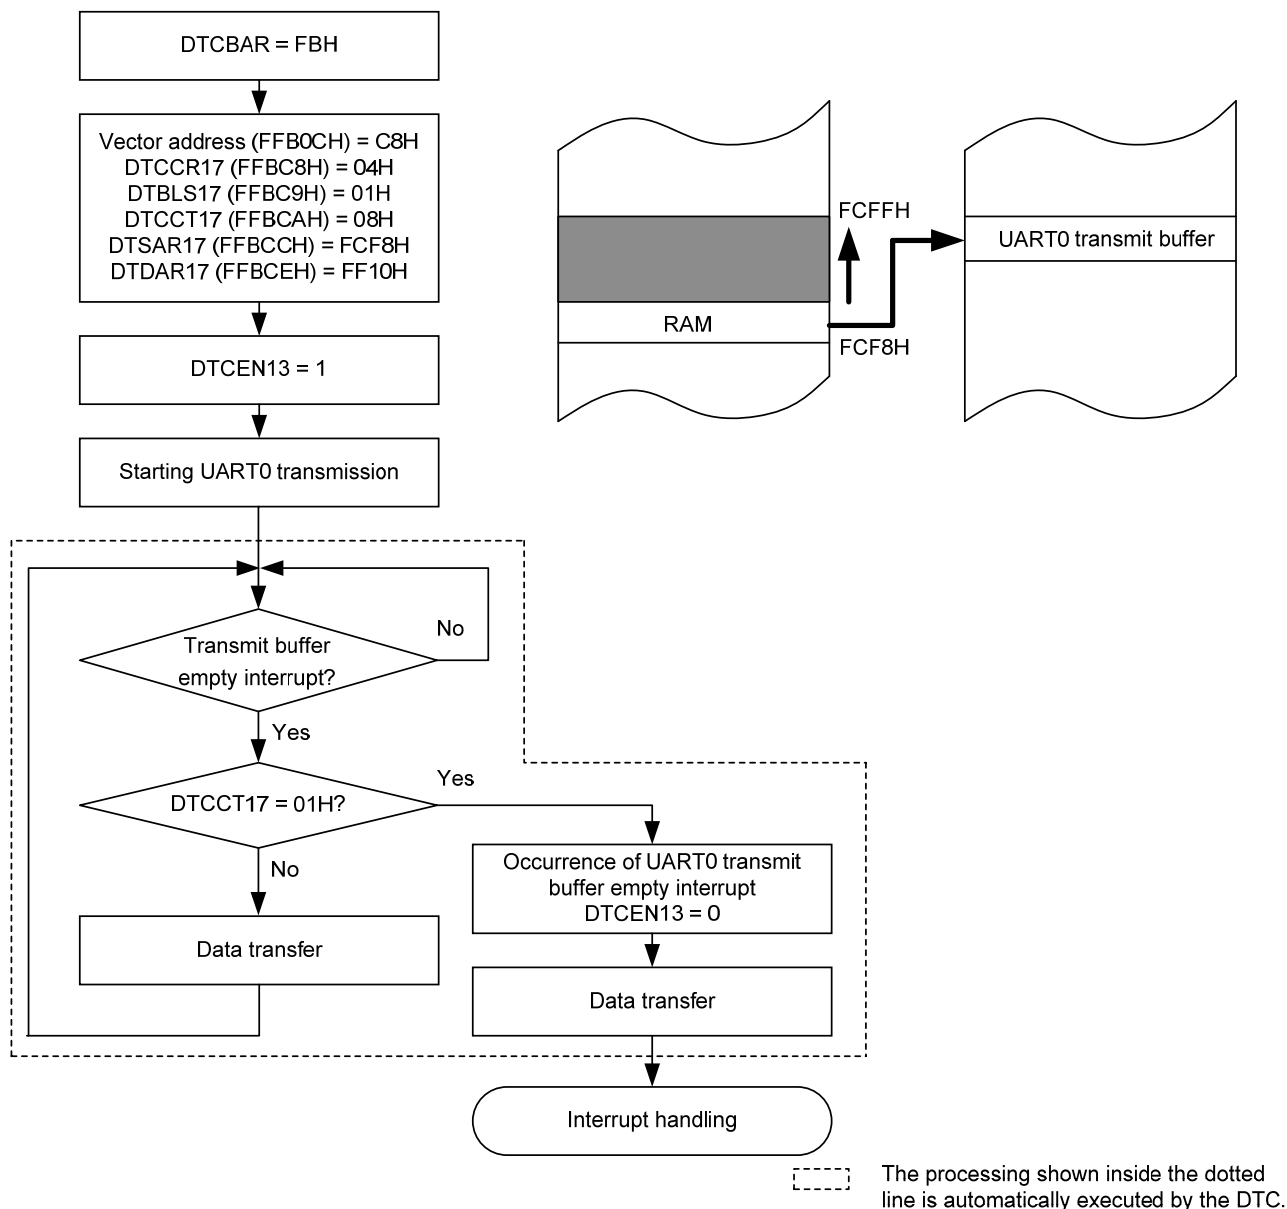 DTCBAR = FBH
Vector address (FFB0CH) = C8H
DTCCR17 (FFBC8H) = 04H
DTBLS17 (FFBC9H) = 01H
DTCCT17 (FFBCAH) = 08H
DTSAR17 (FFBCCH) = FCF8H
DTDAR17 (FFBCEH) = FF10H
DTCEN13 = 1
Starting UART0 transmission
FCFFH
RAM
FCF8H
UART0 transmit buffer
Transmit buffer
empty interrupt?
No
Yes
DTCCT17 = 01H?
Yes
No
Data transfer
Occurrence of UART0 transmit
buffer empty interrupt
DTCEN13 = 0
Data transfer
Interrupt handling
The processing shown inside the dotted
line is automatically executed by the DTC.